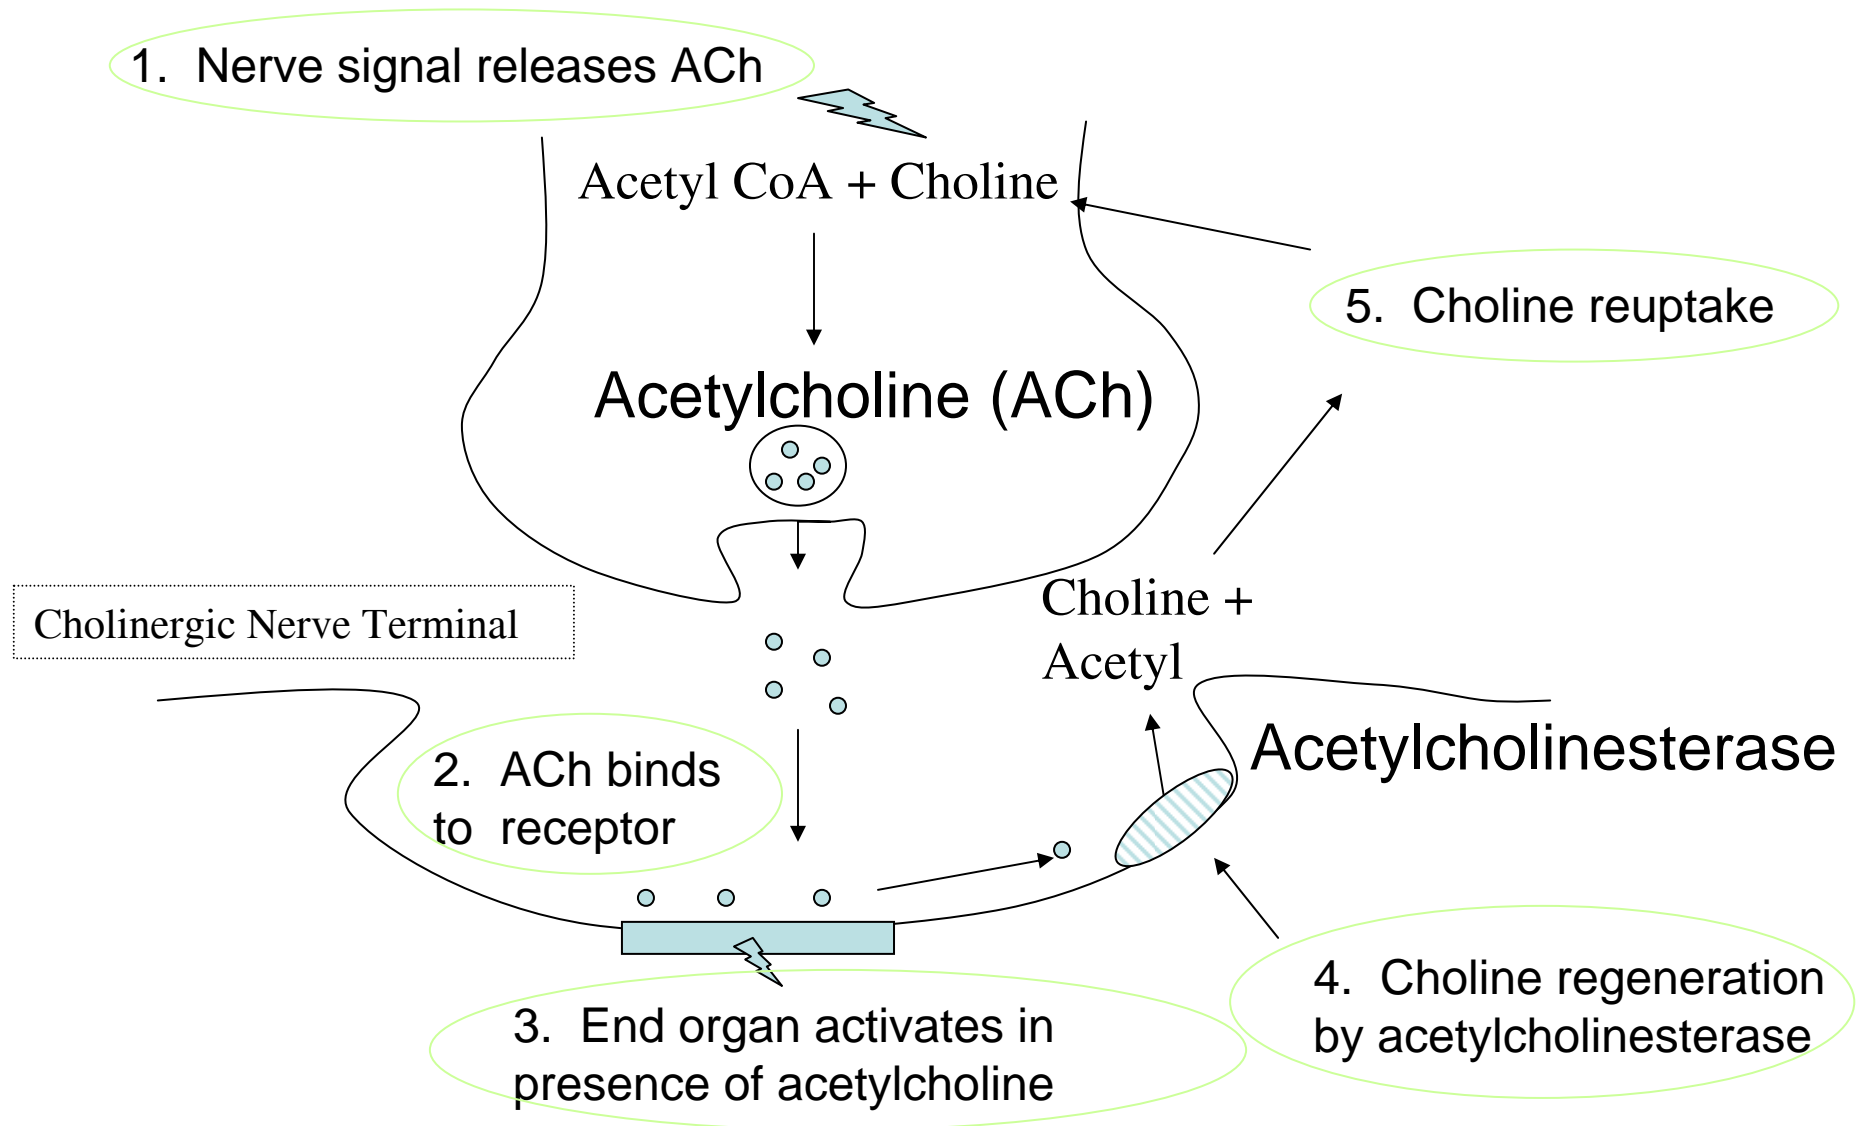 1. Nerve signal releases ACh
Acetyl CoA + Choline
5. Choline reuptake
Acetylcholine (ACh)
Choline +
Acetyl
Cholinergic Nerve Terminal
Acetylcholinesterase
2. ACh binds
to receptor
4. Choline regeneration
by acetylcholinesterase
3. End organ activates in
presence of acetylcholine